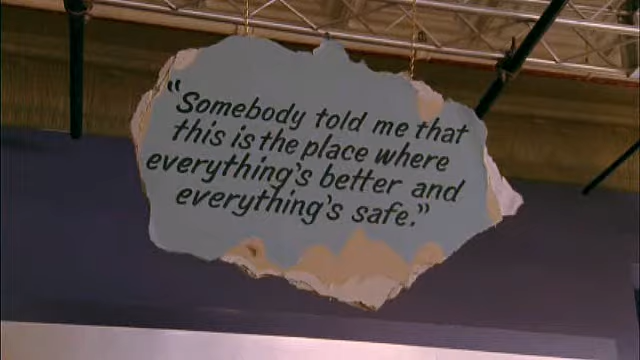 "Somebody told me that
this is the place where
everything's better and
everything's safe."